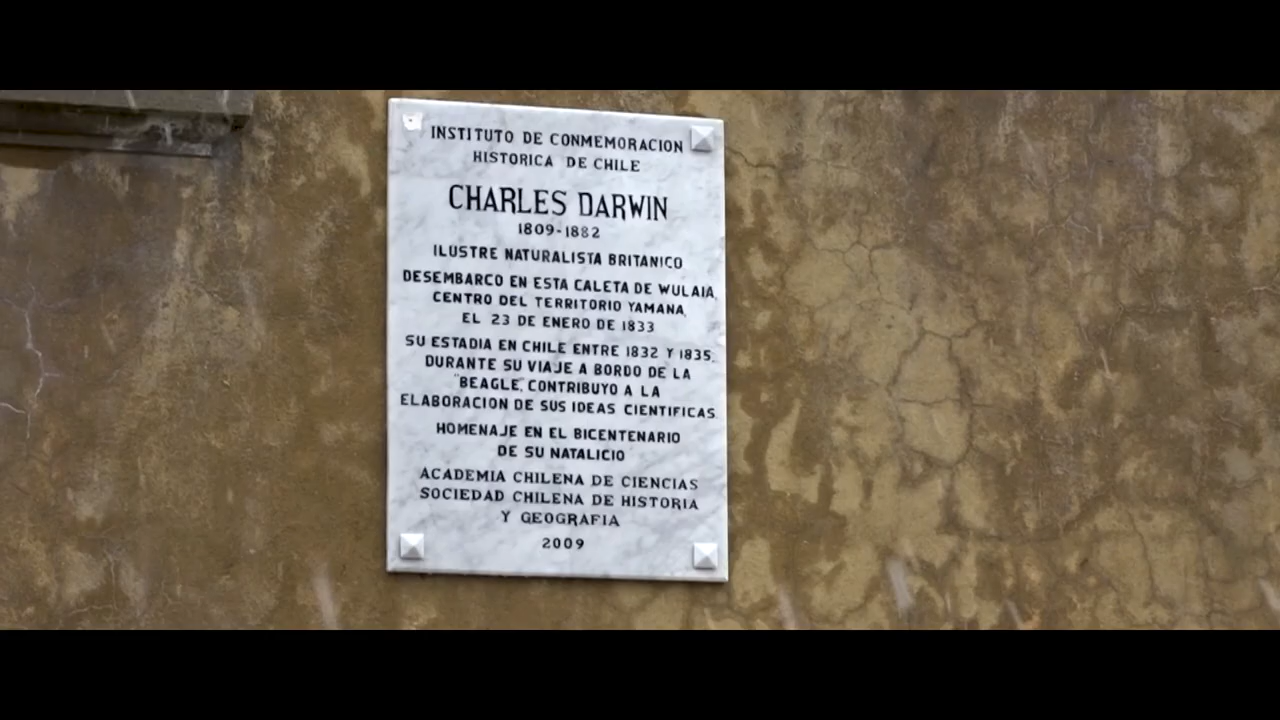 INSTITUTO DE CONMEMORACION
HISTORICA DE CHILE
CHARLES DARWIN
1809-1882
ILUSTRE NATURALISTA BRITANICO
DESEMBARCO EN ESTA CALETA DE WULAIA,
CENTRO DEL TERRITORIO YAMANA,
EL 23 DE ENERO DE 1833
SU ESTADIA EN CHILE ENTRE 1832 Y 1835,
DURANTE SU VIAJE A BORDO DE LA
"BEAGLE, CONTRIBUYO A LA
ELABORACION DE SUS IDEAS CIENTIFICAS.
HOMENAJE EN EL BICENTENARIO
DE SU NATALICIO
ACADEMIA CHILENA DE CIENCIAS
SOCIEDAD CHILENA DE HISTORIA
Y GEOGRAFIA
2009